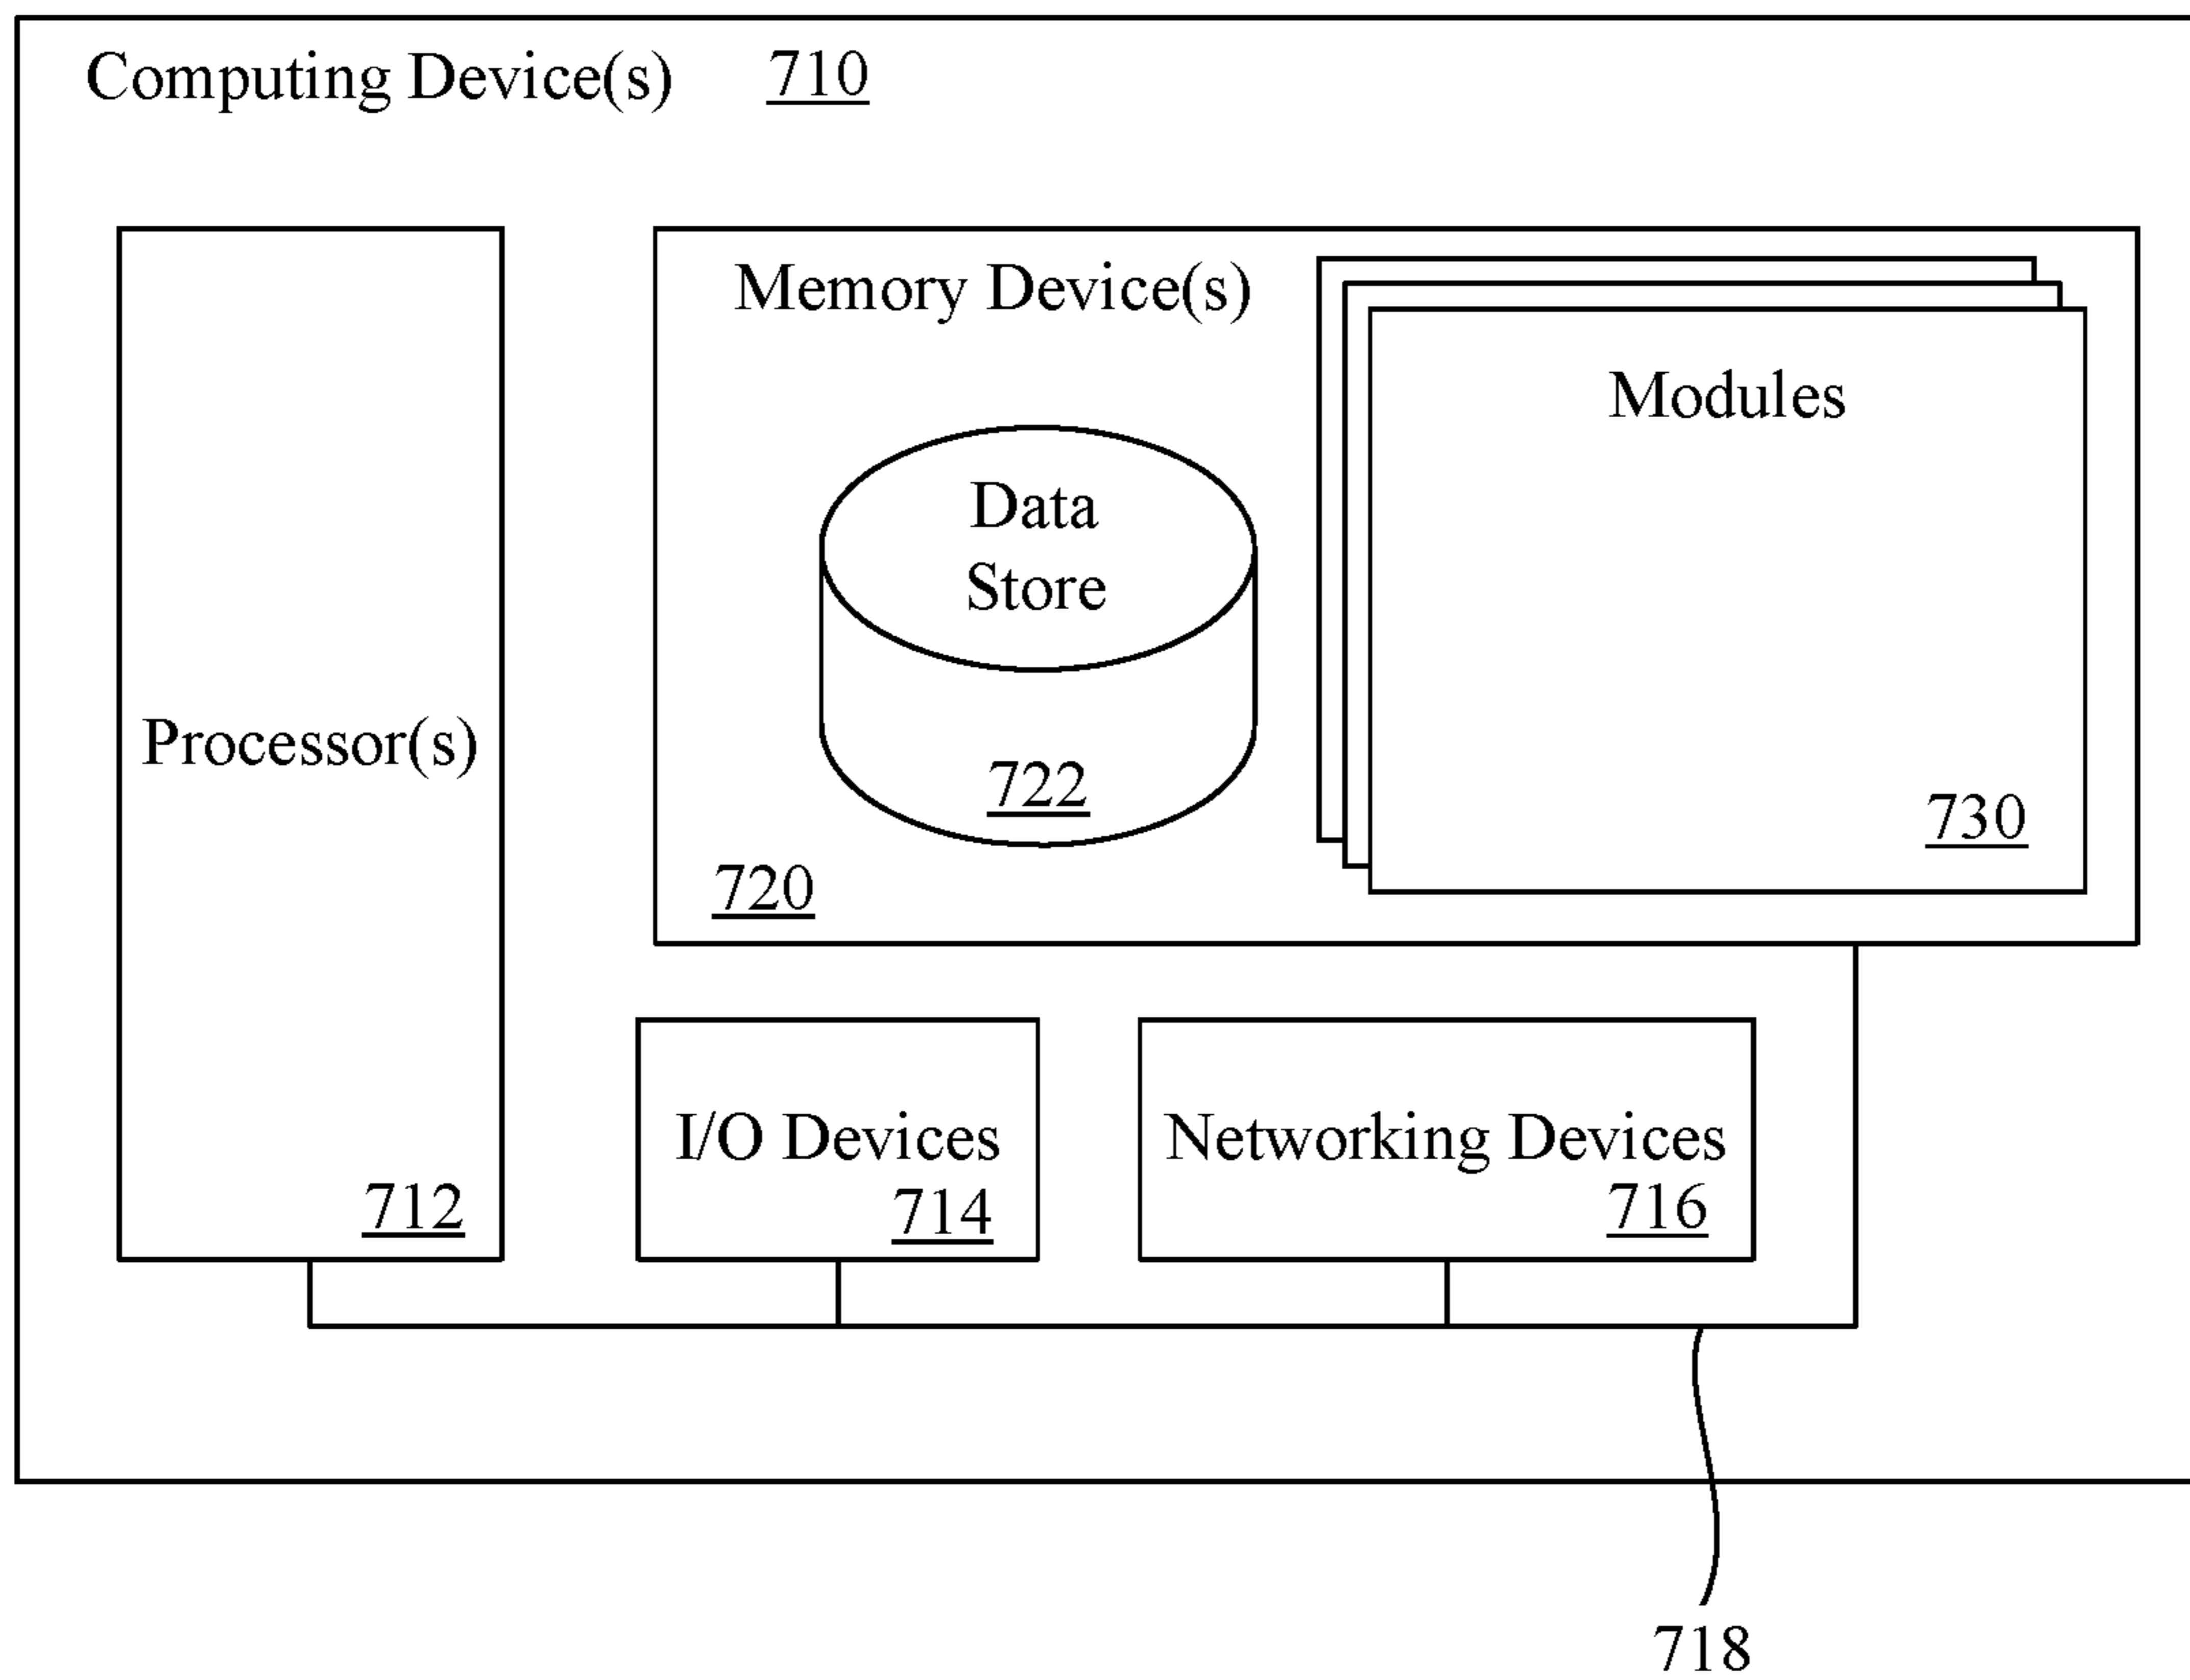 Computing Device(s) 710
Memory Device(s)
Modules
Data
Store
Processor(s)
722
730
720
I/O Devices
Networking Devices
712
714
716
718